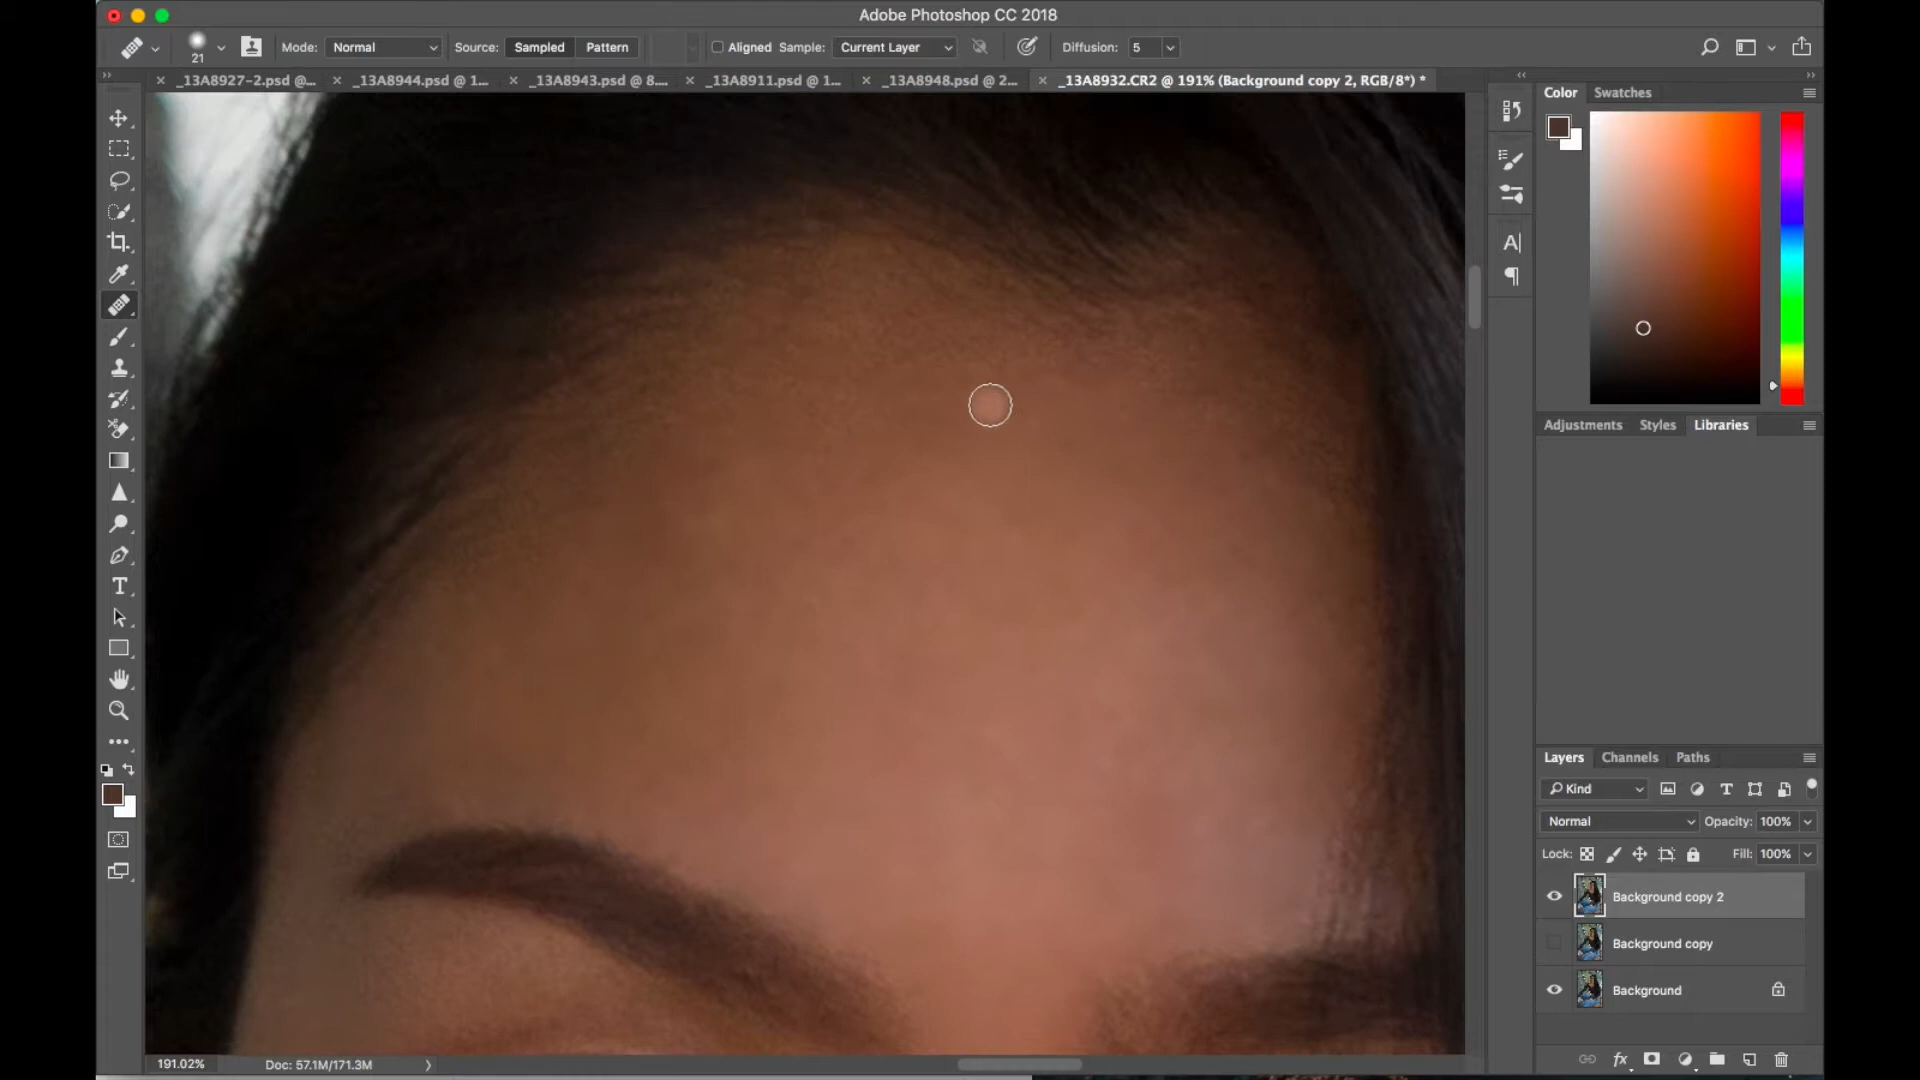 Adobe Photoshop CC 2018
21 Mode: Normal Source: Sampled Pattern Aligned Sample: Current Layer Diffusion: 5
_13A8927-2.psd @... _13A8944.psd @ 1... _13A8943.psd @ 8.... _13A8911.psd @ 1... _13A8948.psd @ 2... _13A8932.CR2 @ 191% (Background copy 2, RGB/8*) *
Color Swatches
Adjustments Styles Libraries
Layers Channels Paths
Kind
Normal Opacity: 100%
Lock: Fill: 100%
Background copy 2
Background copy
Background
191.02% Doc: 57.1M/171.3M